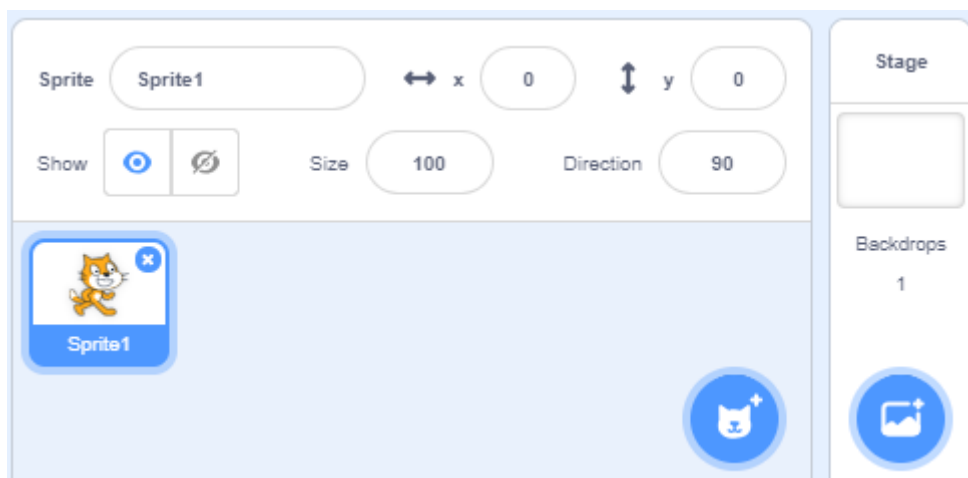 Sprite Sprite1 x 0 y 0
Show Size 100 Direction 90
Sprite1
Stage
Backdrops
1